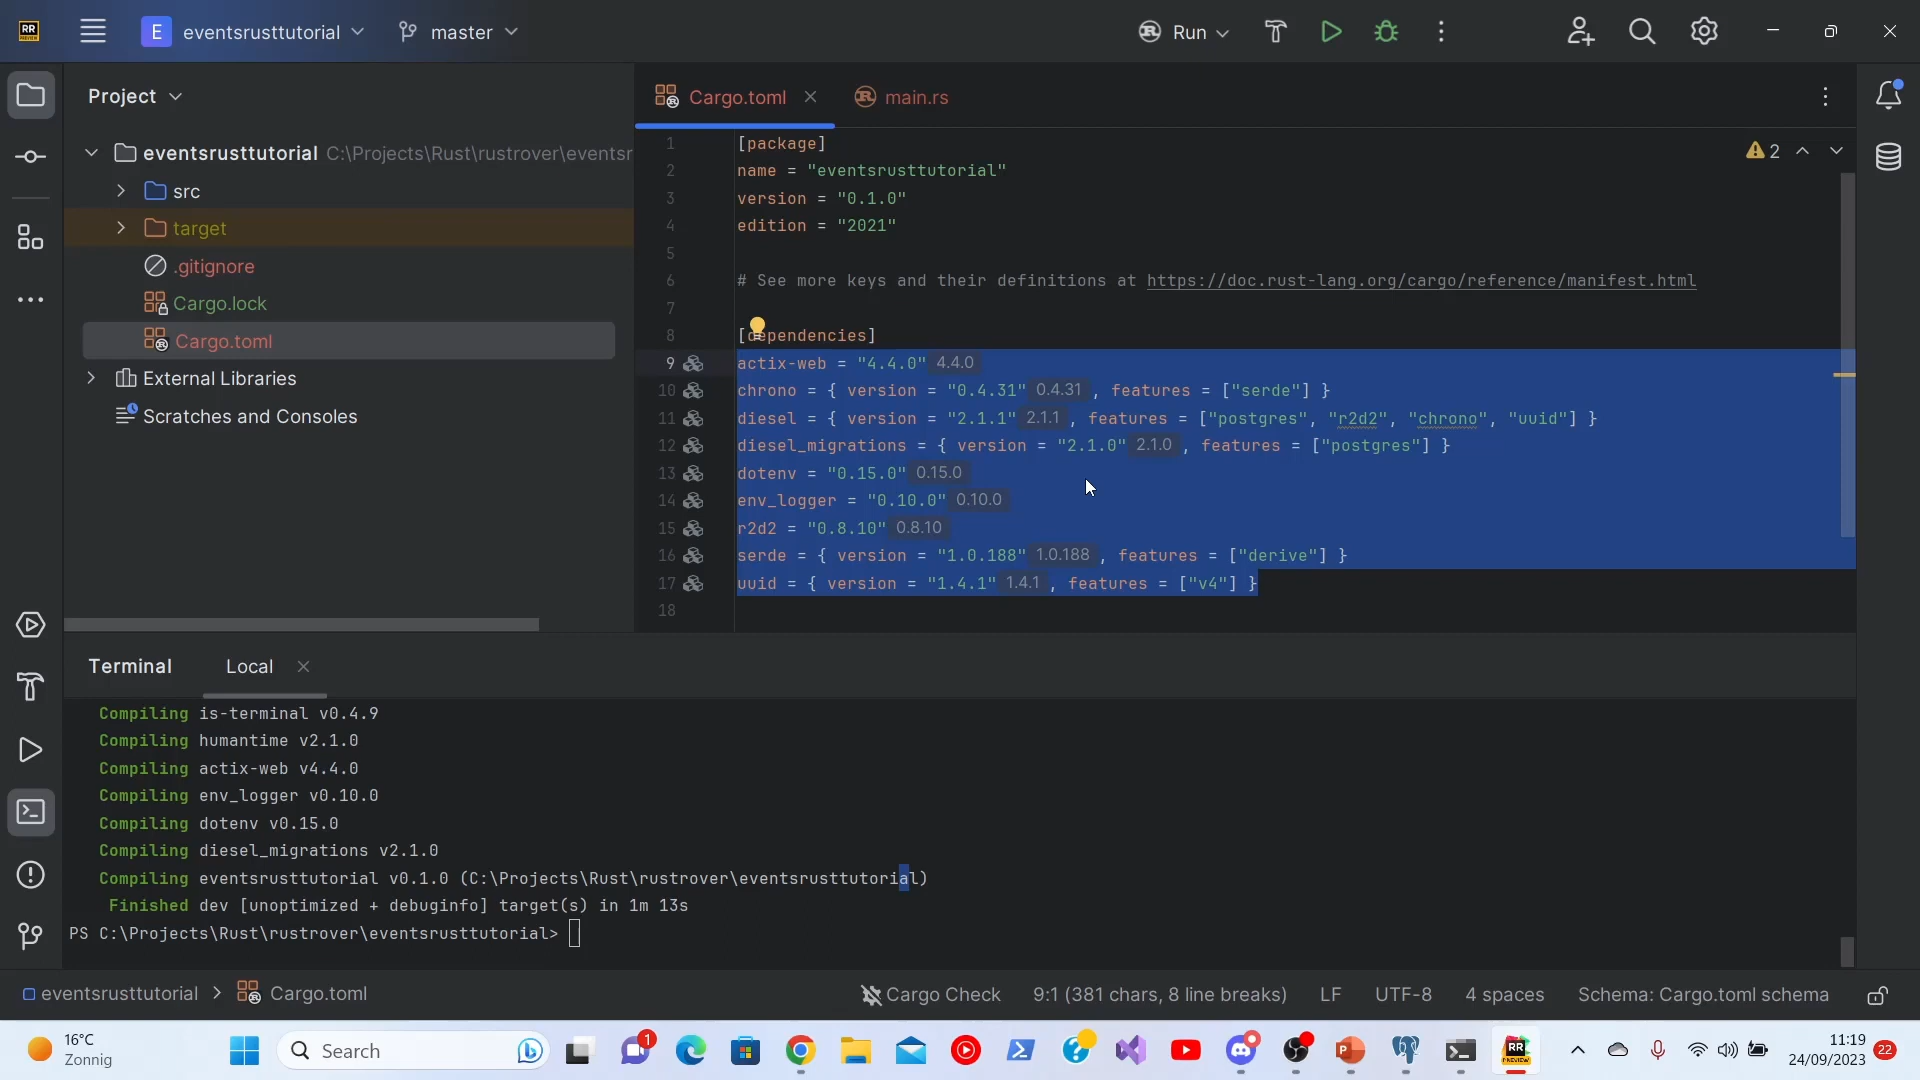 RR
PREVIEW
E eventsrusttutorial master Run
Project
Cargo.toml main.rs
eventsrusttutorial C:\Projects\Rust\rustrover\eventsr
src
target
.gitignore
Cargo.lock
Cargo.toml
External Libraries
Scratches and Consoles
2
1 [package]
2 name = "eventsrusttutorial"
3 version = "0.1.0"
4 edition = "2021"
5
6 # See more keys and their definitions at https://doc.rust-lang.org/cargo/reference/manifest.html
7
8 [dependencies]
9 actix-web = "4.4.0" 4.4.0
10 chrono = { version = "0.4.31" 0.4.31 , features = ["serde"] }
11 diesel = { version = "2.1.1" 2.1.1 , features = ["postgres", "r2d2", "chrono", "uuid"] }
12 diesel_migrations = { version = "2.1.0" 2.1.0 , features = ["postgres"] }
13 dotenv = "0.15.0" 0.15.0
14 env_logger = "0.10.0" 0.10.0
15 r2d2 = "0.8.10" 0.8.10
16 serde = { version = "1.0.188" 1.0.188 , features = ["derive"] }
17 uuid = { version = "1.4.1" 1.4.1 , features = ["v4"] }
18
Terminal Local
Compiling is-terminal v0.4.9
Compiling humantime v2.1.0
Compiling actix-web v4.4.0
Compiling env_logger v0.10.0
Compiling dotenv v0.15.0
Compiling diesel_migrations v2.1.0
Compiling eventsrusttutorial v0.1.0 (C:\Projects\Rust\rustrover\eventsrusttutorial)
Finished dev [unoptimized + debuginfo] target(s) in 1m 13s
PS C:\Projects\Rust\rustrover\eventsrusttutorial>
eventsrusttutorial > Cargo.toml Cargo Check 9:1 (381 chars, 8 line breaks) LF UTF-8 4 spaces Schema: Cargo.toml schema
16°C
Zonnig
Search
1
RR
PREVIEW
11:19
24/09/2023
22